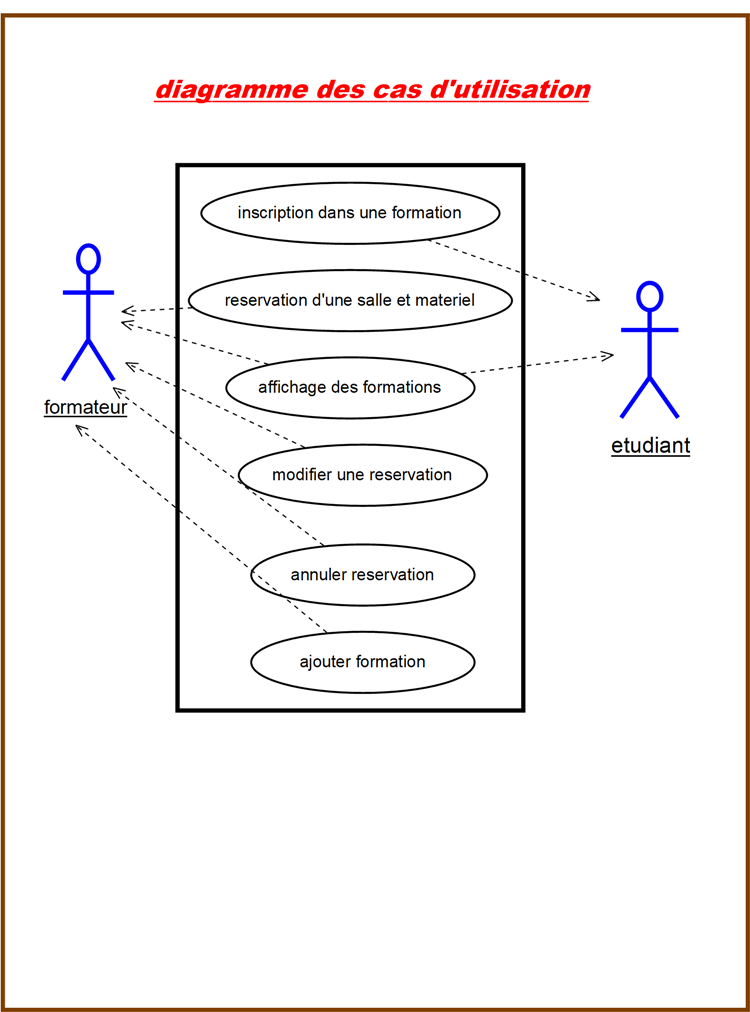 diagramme des cas d'utilisation
inscription dans une formation
reservation d'une salle et materiel
affichage des formations
formateur
etudiant
modifier une reservation
annuler reservation
ajouter formation